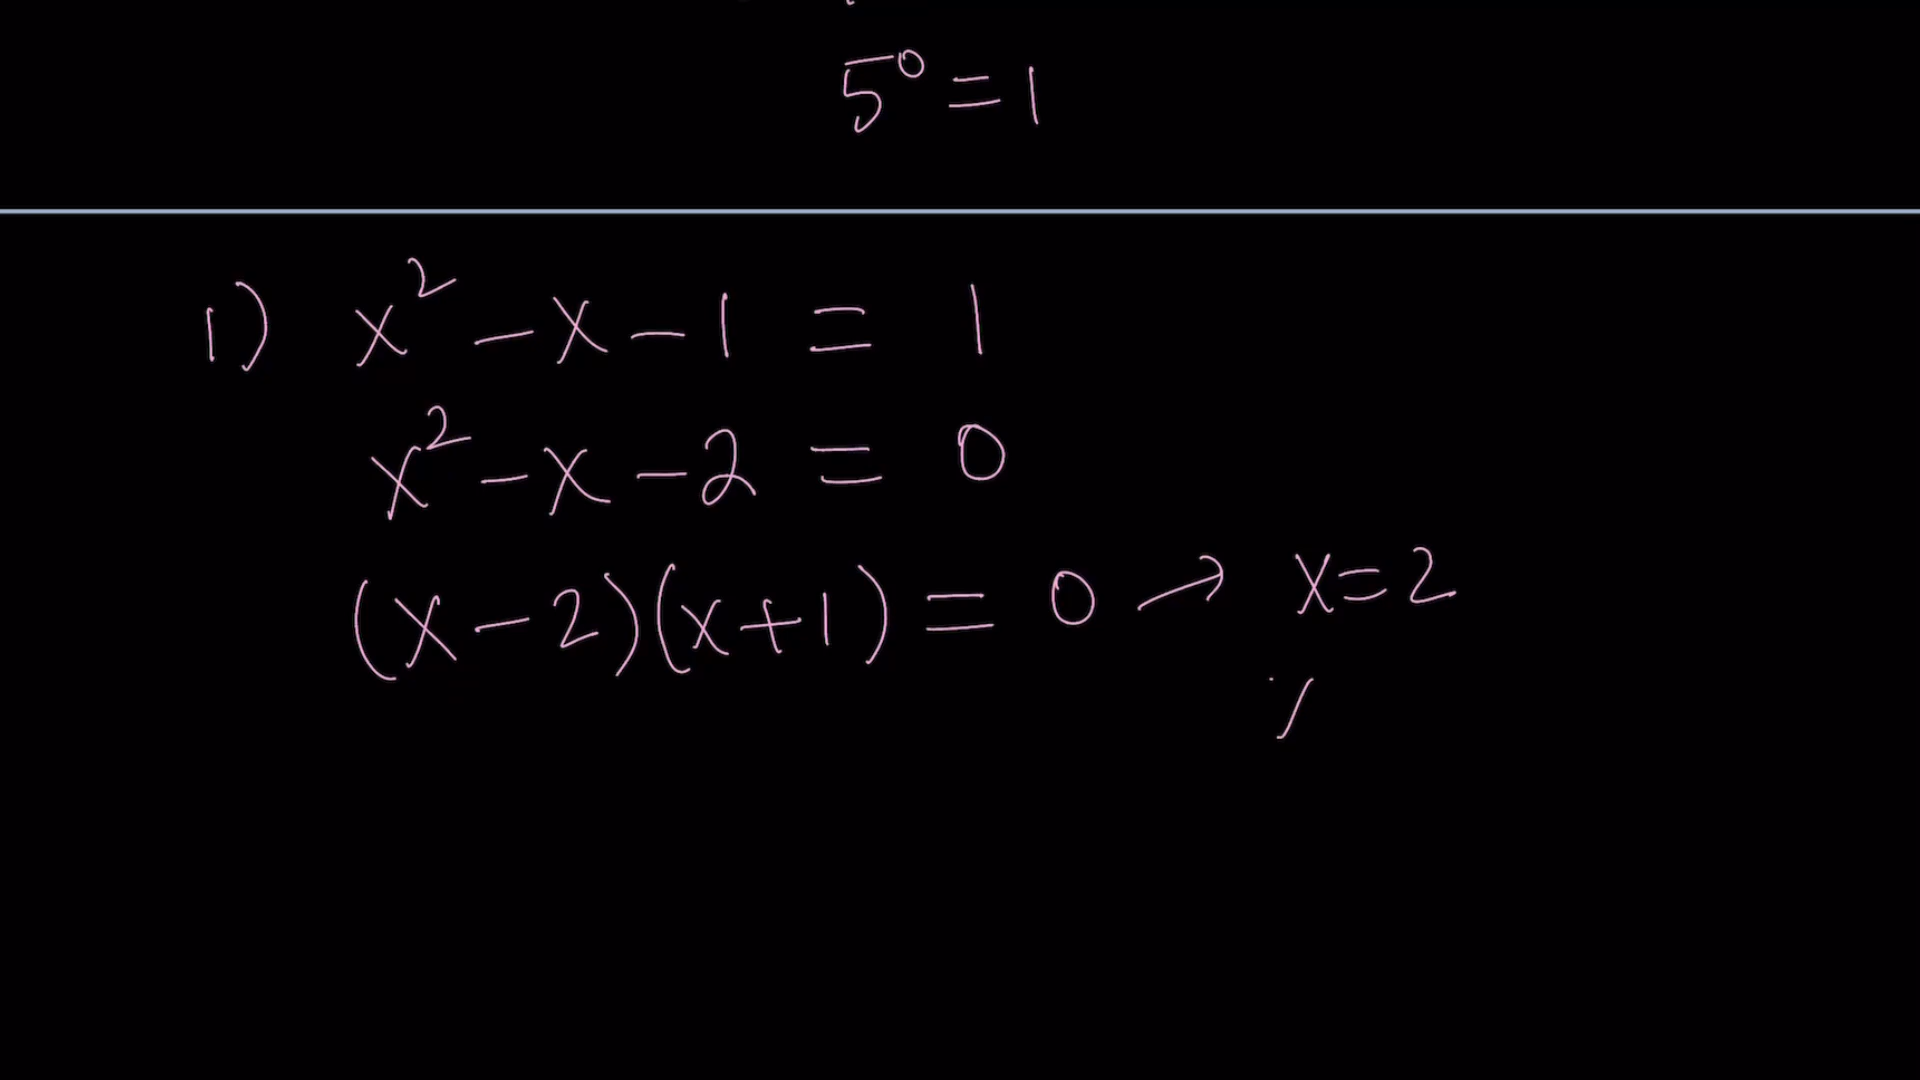 5⁰ = 1
1) x² - x - 1 = 1
x² - x - 2 = 0
(x - 2)(x + 1) = 0 → x = 2